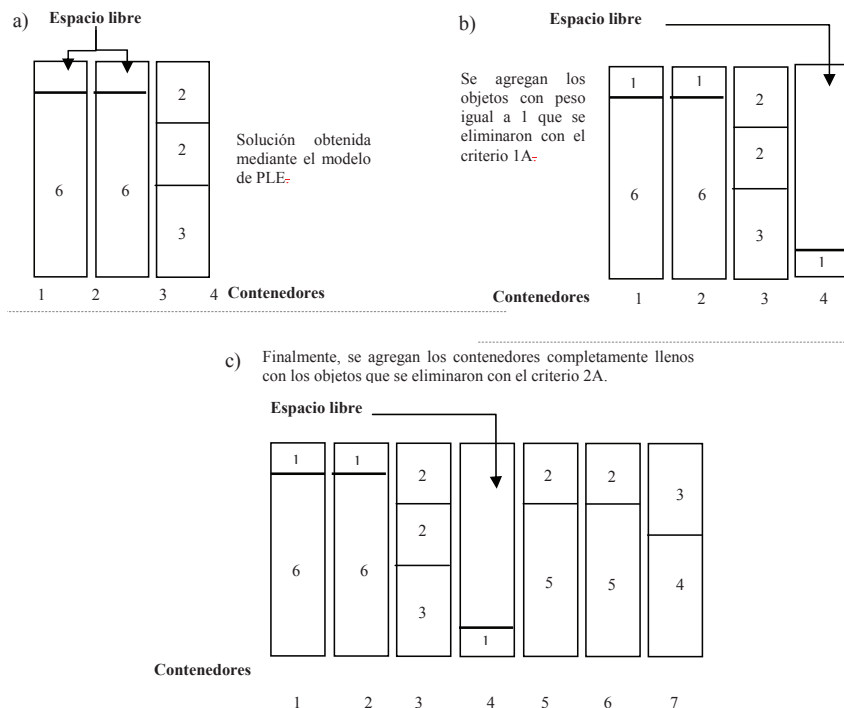 a)
Espacio libre
2
2
6
6
3
Solución obtenida
mediante el modelo
de PLE.
1 2 3 4 Contenedores
b)
Espacio libre
Se agregan los
objetos con peso
igual a 1 que se
eliminaron con el
criterio 1A.
1 1
2
2
6 6
3
1
Contenedores 1 2 3 4
c) Finalmente, se agregan los contenedores completamente llenos
con los objetos que se eliminaron con el criterio 2A.
Espacio libre
1 1
2 2 2
3
2
6 6
5 5 4
3
1
Contenedores
1 2 3 4 5 6 7